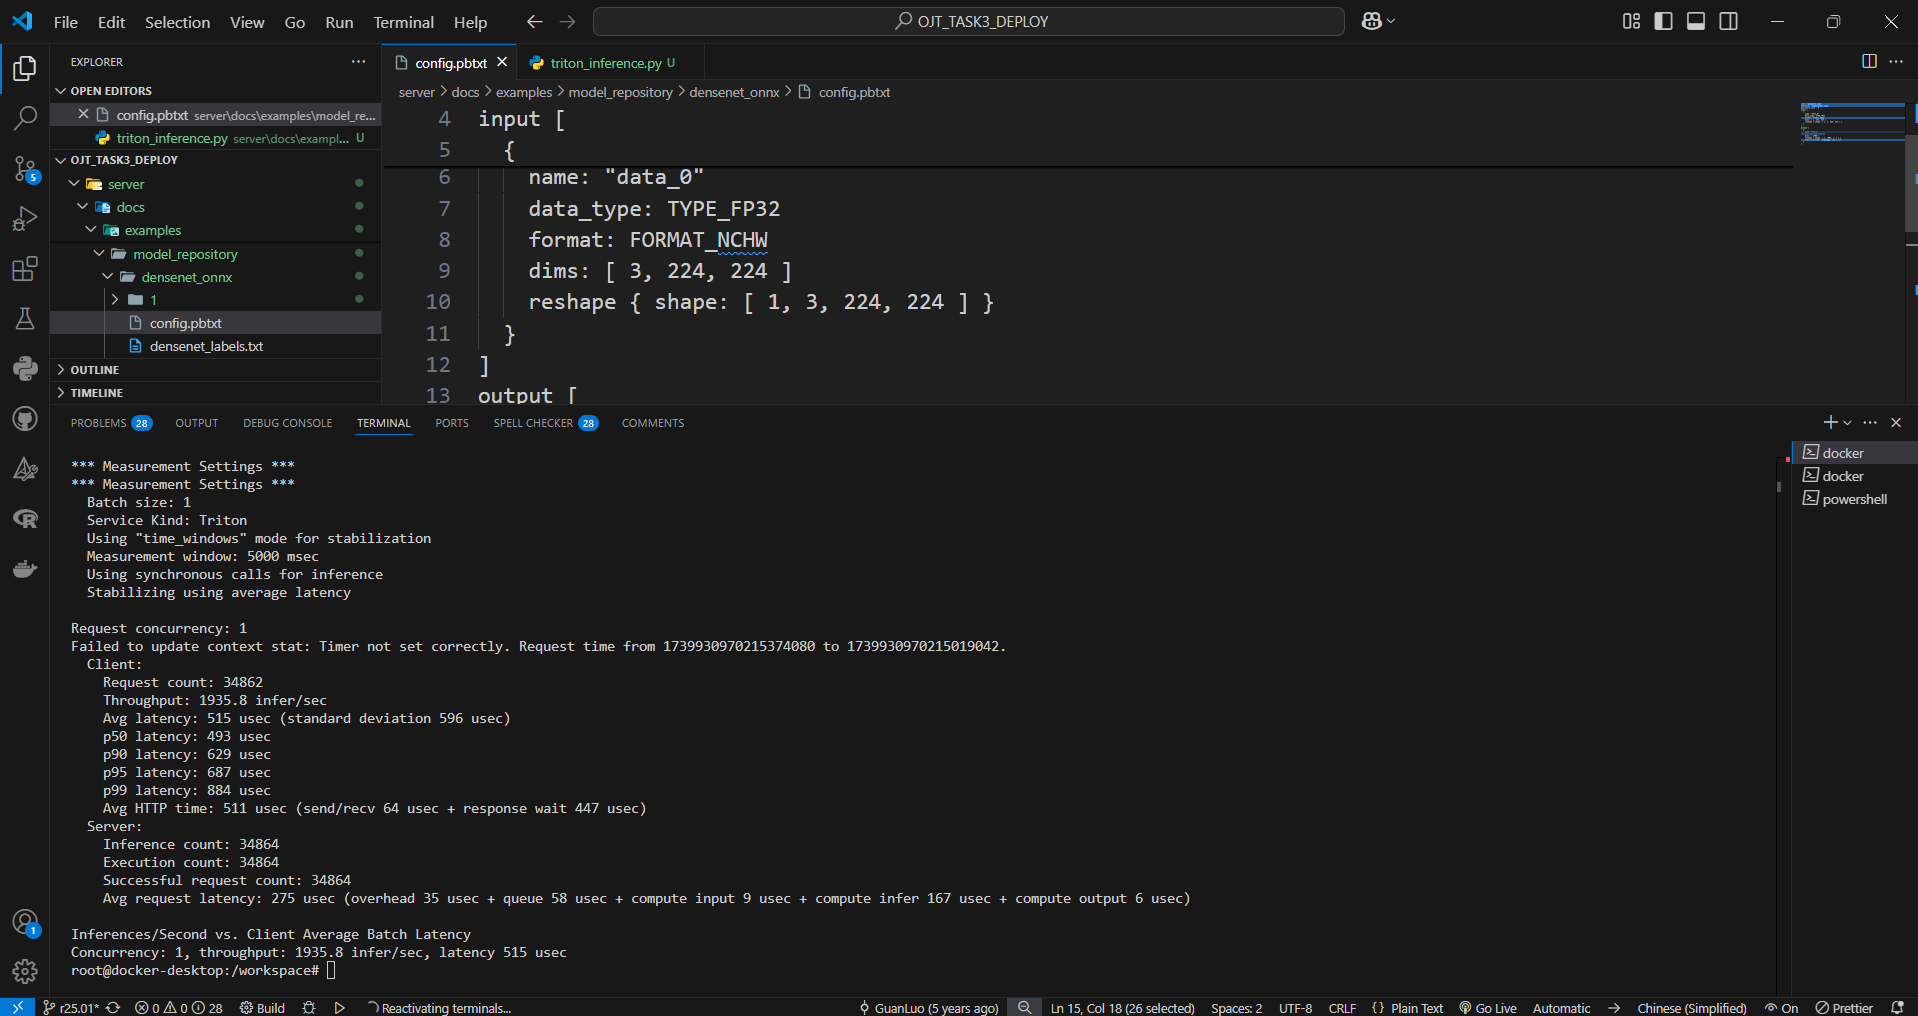 File Edit Selection View Go Run Terminal Help
OJT_TASK3_DEPLOY
EXPLORER
OPEN EDITORS
config.pbtxt server\docs\examples\model_re...
triton_inference.py server\docs\exampl... U
OJT_TASK3_DEPLOY
server
docs
examples
model_repository
densenet_onnx
1
config.pbtxt
densenet_labels.txt
OUTLINE
TIMELINE
5
1
config.pbtxt
triton_inference.py U
server > docs > examples > model_repository > densenet_onnx > config.pbtxt
4 input [
5 {
6 name: "data_0"
7 data_type: TYPE_FP32
8 format: FORMAT_NCHW
9 dims: [ 3, 224, 224 ]
10 reshape { shape: [ 1, 3, 224, 224 ] }
11 }
12 ]
13 output [
PROBLEMS 28 OUTPUT DEBUG CONSOLE TERMINAL PORTS SPELL CHECKER 28 COMMENTS
*** Measurement Settings ***
*** Measurement Settings ***
Batch size: 1
Service Kind: Triton
Using "time_windows" mode for stabilization
Measurement window: 5000 msec
Using synchronous calls for inference
Stabilizing using average latency
Request concurrency: 1
Failed to update context stat: Timer not set correctly. Request time from 1739930970215374080 to 1739930970215019042.
Client:
Request count: 34862
Throughput: 1935.8 infer/sec
Avg latency: 515 usec (standard deviation 596 usec)
p50 latency: 493 usec
p90 latency: 629 usec
p95 latency: 687 usec
p99 latency: 884 usec
Avg HTTP time: 511 usec (send/recv 64 usec + response wait 447 usec)
Server:
Inference count: 34864
Execution count: 34864
Successful request count: 34864
Avg request latency: 275 usec (overhead 35 usec + queue 58 usec + compute input 9 usec + compute infer 167 usec + compute output 6 usec)
Inferences/Second vs. Client Average Batch Latency
Concurrency: 1, throughput: 1935.8 infer/sec, latency 515 usec
root@docker-desktop:/workspace#
docker
docker
powershell
r25.01* 0 0 28 Build Reactivating terminals... GuanLuo (5 years ago) Ln 15, Col 18 (26 selected) Spaces: 2 UTF-8 CRLF {} Plain Text Go Live Automatic Chinese (Simplified) On Prettier